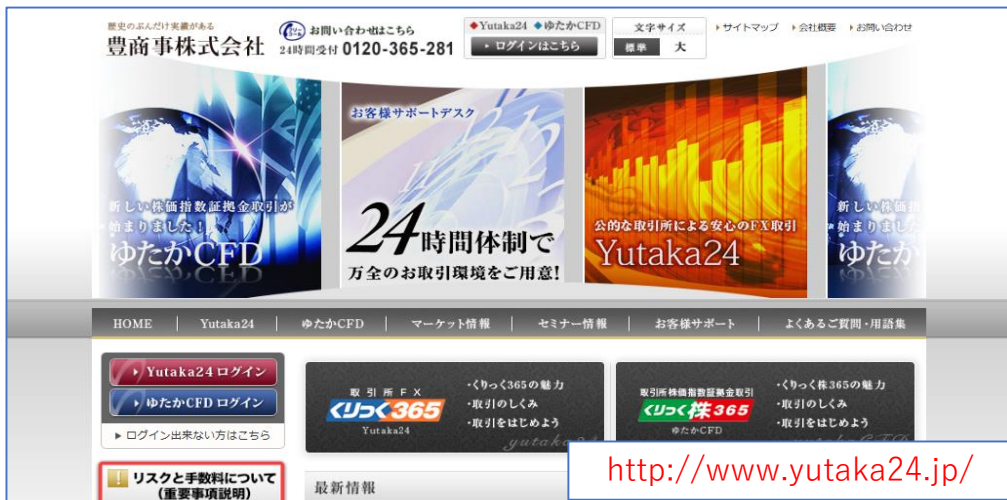 歴史のぶんだけ実績がある
豊商事株式会社
お問い合わせはこちら
24時間受付 0120-365-281
◆Yutaka24 ◆ゆたかCFD
ログインはこちら
文字サイズ
標準 大
サイトマップ 会社概要 お問い合わせ
新しい株価指数証拠金取引が
始まりました!
ゆたかCFD
お客様サポートデスク
24時間体制で
万全のお取引環境をご用意!
公的な取引所による安心のFX取引
Yutaka24
新しい株価指
始まりました
ゆたか
HOME Yutaka24 ゆたかCFD マーケット情報 セミナー情報 お客様サポート よくあるご質問・用語集
Yutaka24 ログイン
ゆたかCFD ログイン
ログイン出来ない方はこちら
リスクと手数料について
(重要事項説明)
取引所FX
くりっく365
Yutaka24
・くりっく365の魅力
・取引のしくみ
・取引をはじめよう
yutaka24
取引所株価指数証拠金取引
くりっく株365
ゆたかCFD
・くりっく株365の魅力
・取引のしくみ
・取引をはじめよう
最新情報
http://www.yutaka24.jp/